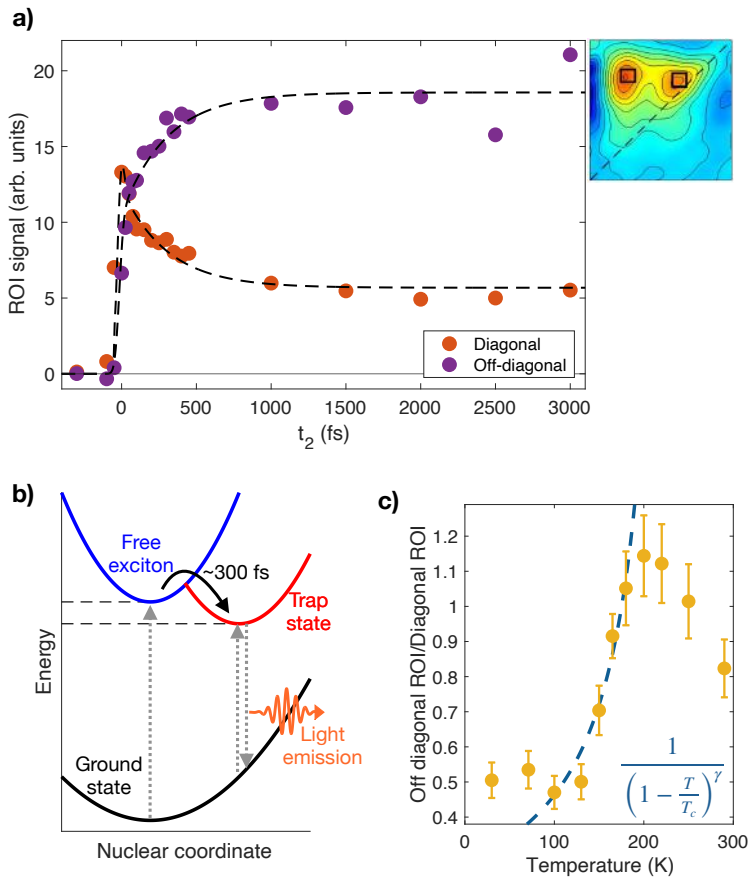 a)
20
15
10
5
0
ROI signal (arb. units)
0 500 1000 1500 2000 2500 3000
t₂ (fs)
Diagonal
Off-diagonal
b)
Free
exciton
~300 fs
Trap
state
Energy
Ground
state
Light
emission
Nuclear coordinate
c)
1.2
1.1
1
0.9
0.8
0.7
0.6
0.5
0.4
Off diagonal ROI/Diagonal ROI
1
(1 − T/T_c)^γ
0 100 200 300
Temperature (K)